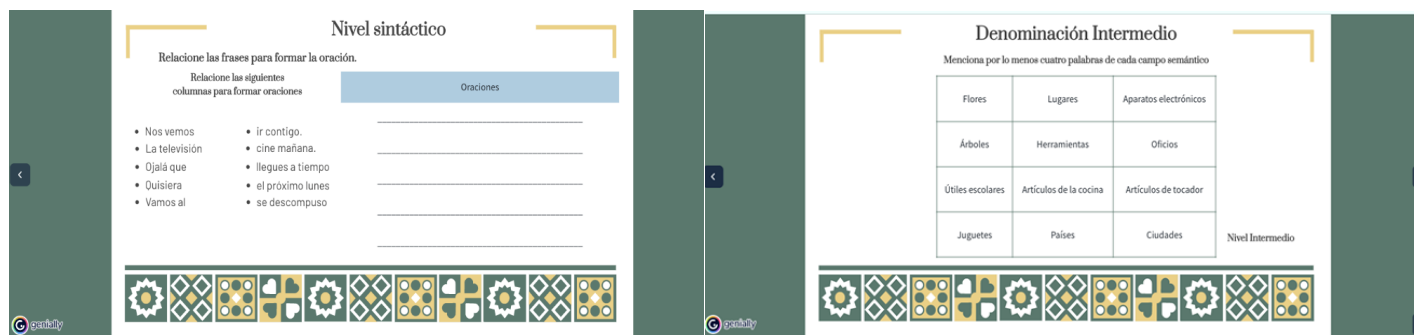 Nivel sintáctico
Relacione las frases para formar la oración.
Relacione las siguientes
columnas para formar oraciones
Oraciones
• Nos vemos
• La televisión
• Ojalá que
• Quisiera
• Vamos al
• ir contigo.
• cine mañana.
• llegues a tiempo
• el próximo lunes
• se descompuso
genially
Denominación Intermedio
Menciona por lo menos cuatro palabras de cada campo semántico
Flores Lugares Aparatos electrónicos
Árboles Herramientas Oficios
Útiles escolares Artículos de la cocina Artículos de tocador
Juguetes Países Ciudades
Nivel Intermedio
genially